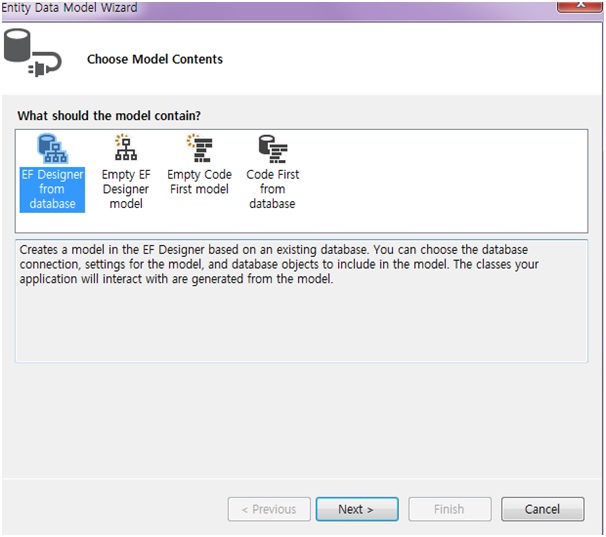 Entity Data Model Wizard
x
Choose Model Contents
What should the model contain?
EF Designer
from
database
Empty EF
Designer
model
Empty Code
First model
Code First
from
database
Creates a model in the EF Designer based on an existing database. You can choose the database
connection, settings for the model, and database objects to include in the model. The classes your
application will interact with are generated from the model.
< Previous
Next >
Finish
Cancel